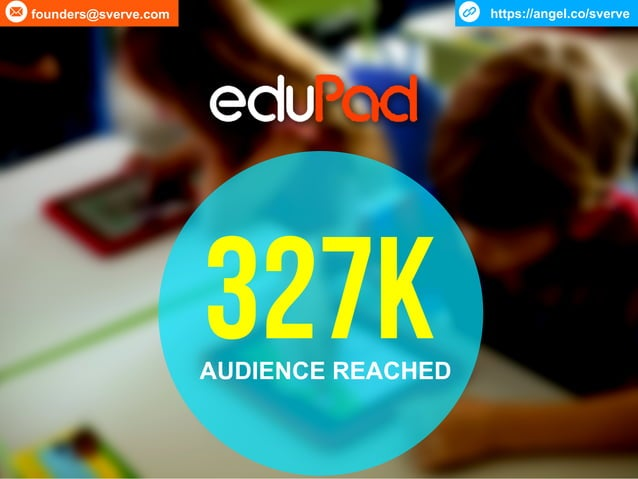 founders@sverve.com
https://angel.co/sverve
eduPad
327K
AUDIENCE REACHED